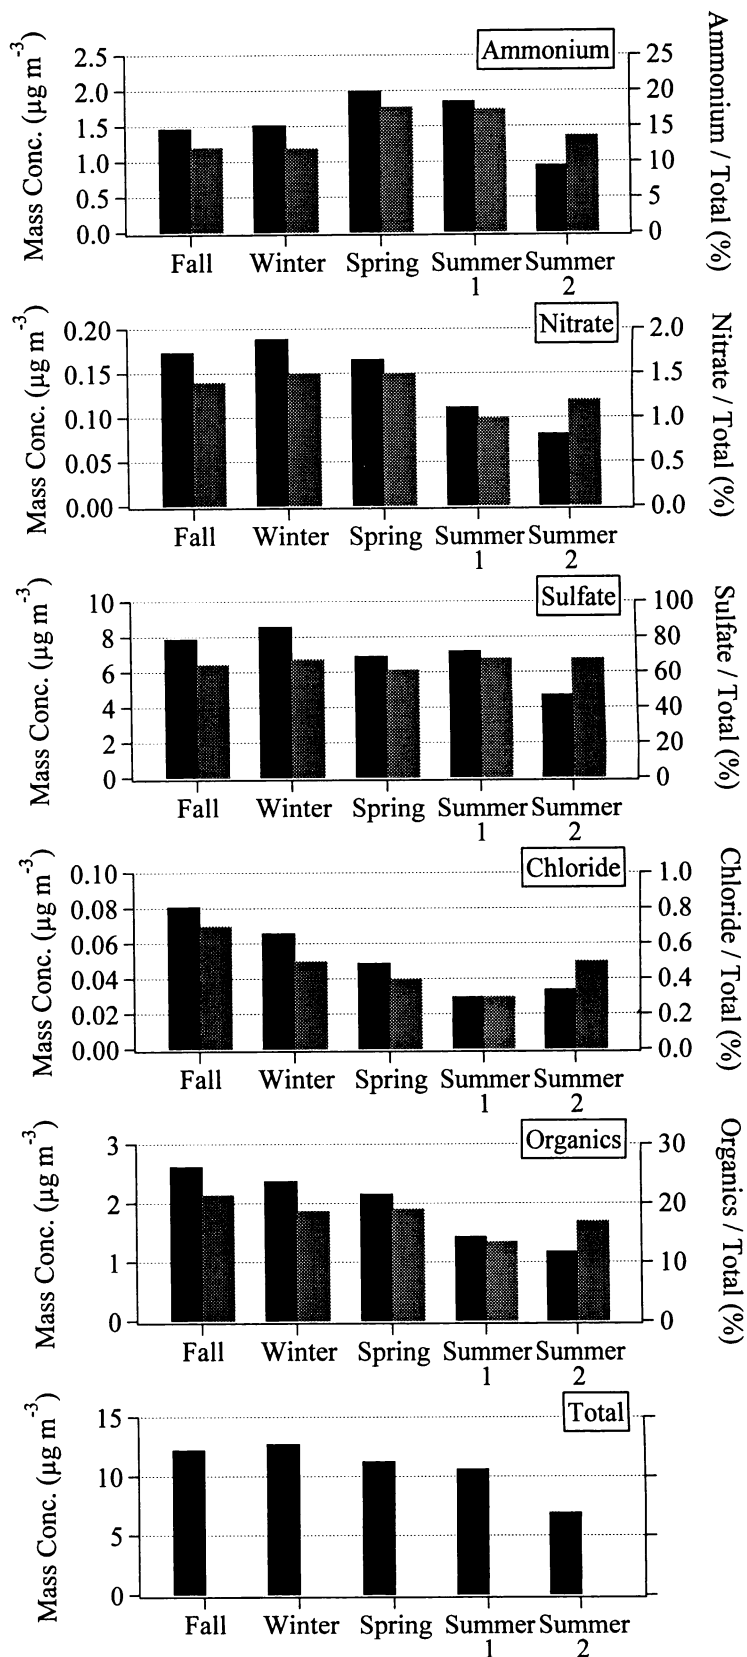 Ammonium
Mass Conc. (µg m⁻³)
2.5
2.0
1.5
1.0
0.5
0.0
25
20
15
10
5
0
Ammonium / Total (%)
Fall Winter Spring Summer 1 Summer 2
Nitrate
Mass Conc. (µg m⁻³)
0.20
0.15
0.10
0.05
0.00
2.0
1.5
1.0
0.5
0.0
Nitrate / Total (%)
Fall Winter Spring Summer 1 Summer 2
Sulfate
Mass Conc. (µg m⁻³)
10
8
6
4
2
0
100
80
60
40
20
0
Sulfate / Total (%)
Fall Winter Spring Summer 1 Summer 2
Chloride
Mass Conc. (µg m⁻³)
0.10
0.08
0.06
0.04
0.02
0.00
1.0
0.8
0.6
0.4
0.2
0.0
Chloride / Total (%)
Fall Winter Spring Summer 1 Summer 2
Organics
Mass Conc. (µg m⁻³)
3
2
1
0
30
20
10
0
Organics / Total (%)
Fall Winter Spring Summer 1 Summer 2
Total
Mass Conc. (µg m⁻³)
15
10
5
0
Fall Winter Spring Summer 1 Summer 2